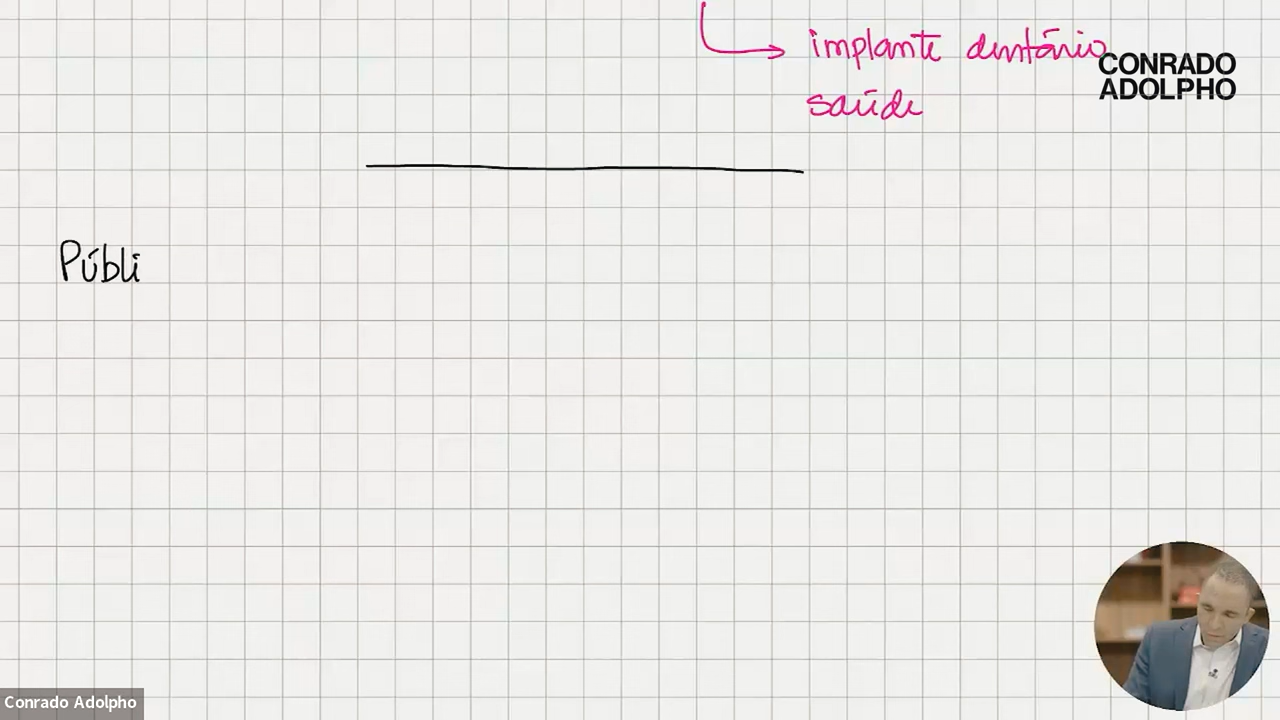 implante dentário
saúde
CONRADO
ADOLPHO
Públi
Conrado Adolpho